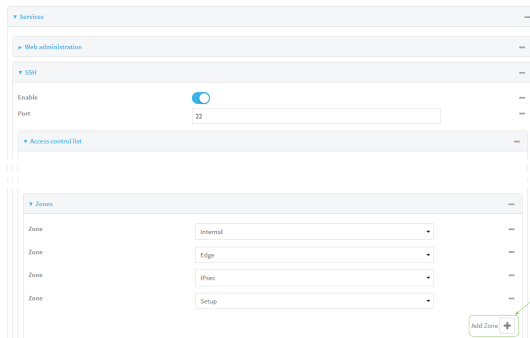 ▾ Services
▸ Web administration
▾ SSH
Enable
Port 22
▾ Access control list
▾ Zones
Zone Internal
Zone Edge
Zone IPsec
Zone Setup
Add Zone +